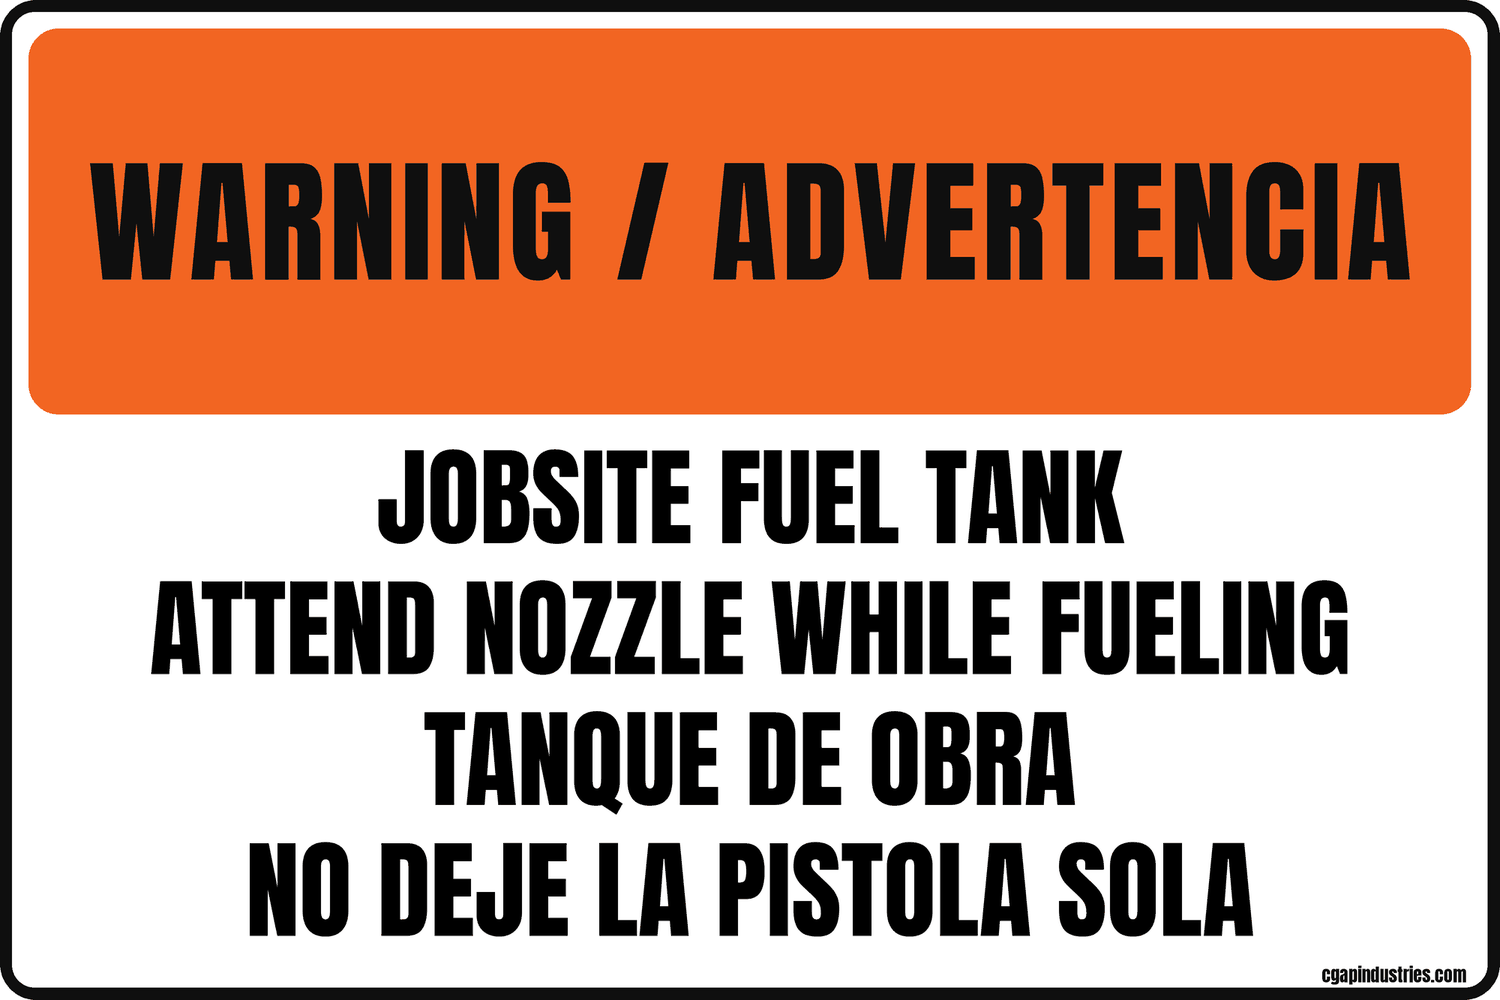 WARNING / ADVERTENCIA
JOBSITE FUEL TANK
ATTEND NOZZLE WHILE FUELING
TANQUE DE OBRA
NO DEJE LA PISTOLA SOLA
cgapindustries.com